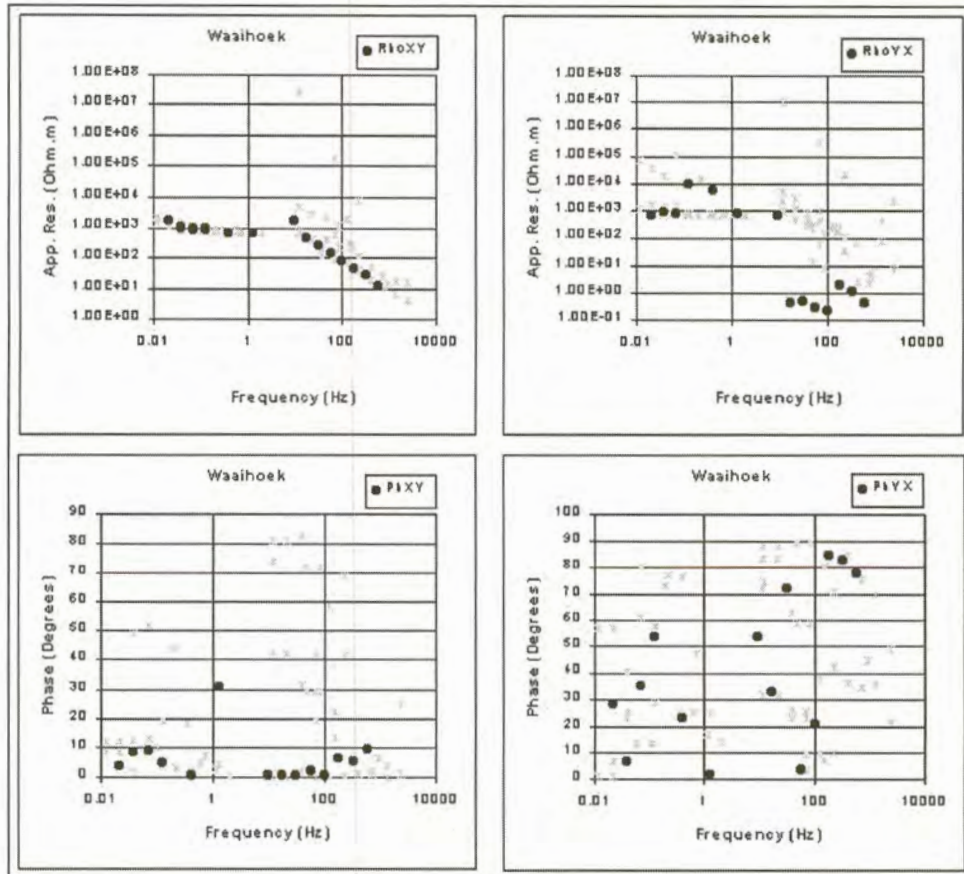 Waaihoek
RhoXY
App. Res. (Ohm.m)
1.00E+08
1.00E+07
1.00E+06
1.00E+05
1.00E+04
1.00E+03
1.00E+02
1.00E+01
1.00E+00
0.01 1 100 10000
Frequency (Hz)
Waaihoek
RhoYX
App. Res. (Ohm.m)
1.00E+08
1.00E+07
1.00E+06
1.00E+05
1.00E+04
1.00E+03
1.00E+02
1.00E+01
1.00E+00
1.00E-01
0.01 1 100 10000
Frequency (Hz)
Waaihoek
PhXY
Phase (Degrees)
90
80
70
60
50
40
30
20
10
0
0.01 1 100 10000
Frequency (Hz)
Waaihoek
PhYX
Phase (Degrees)
100
90
80
70
60
50
40
30
20
10
0
0.01 1 100 10000
Frequency (Hz)